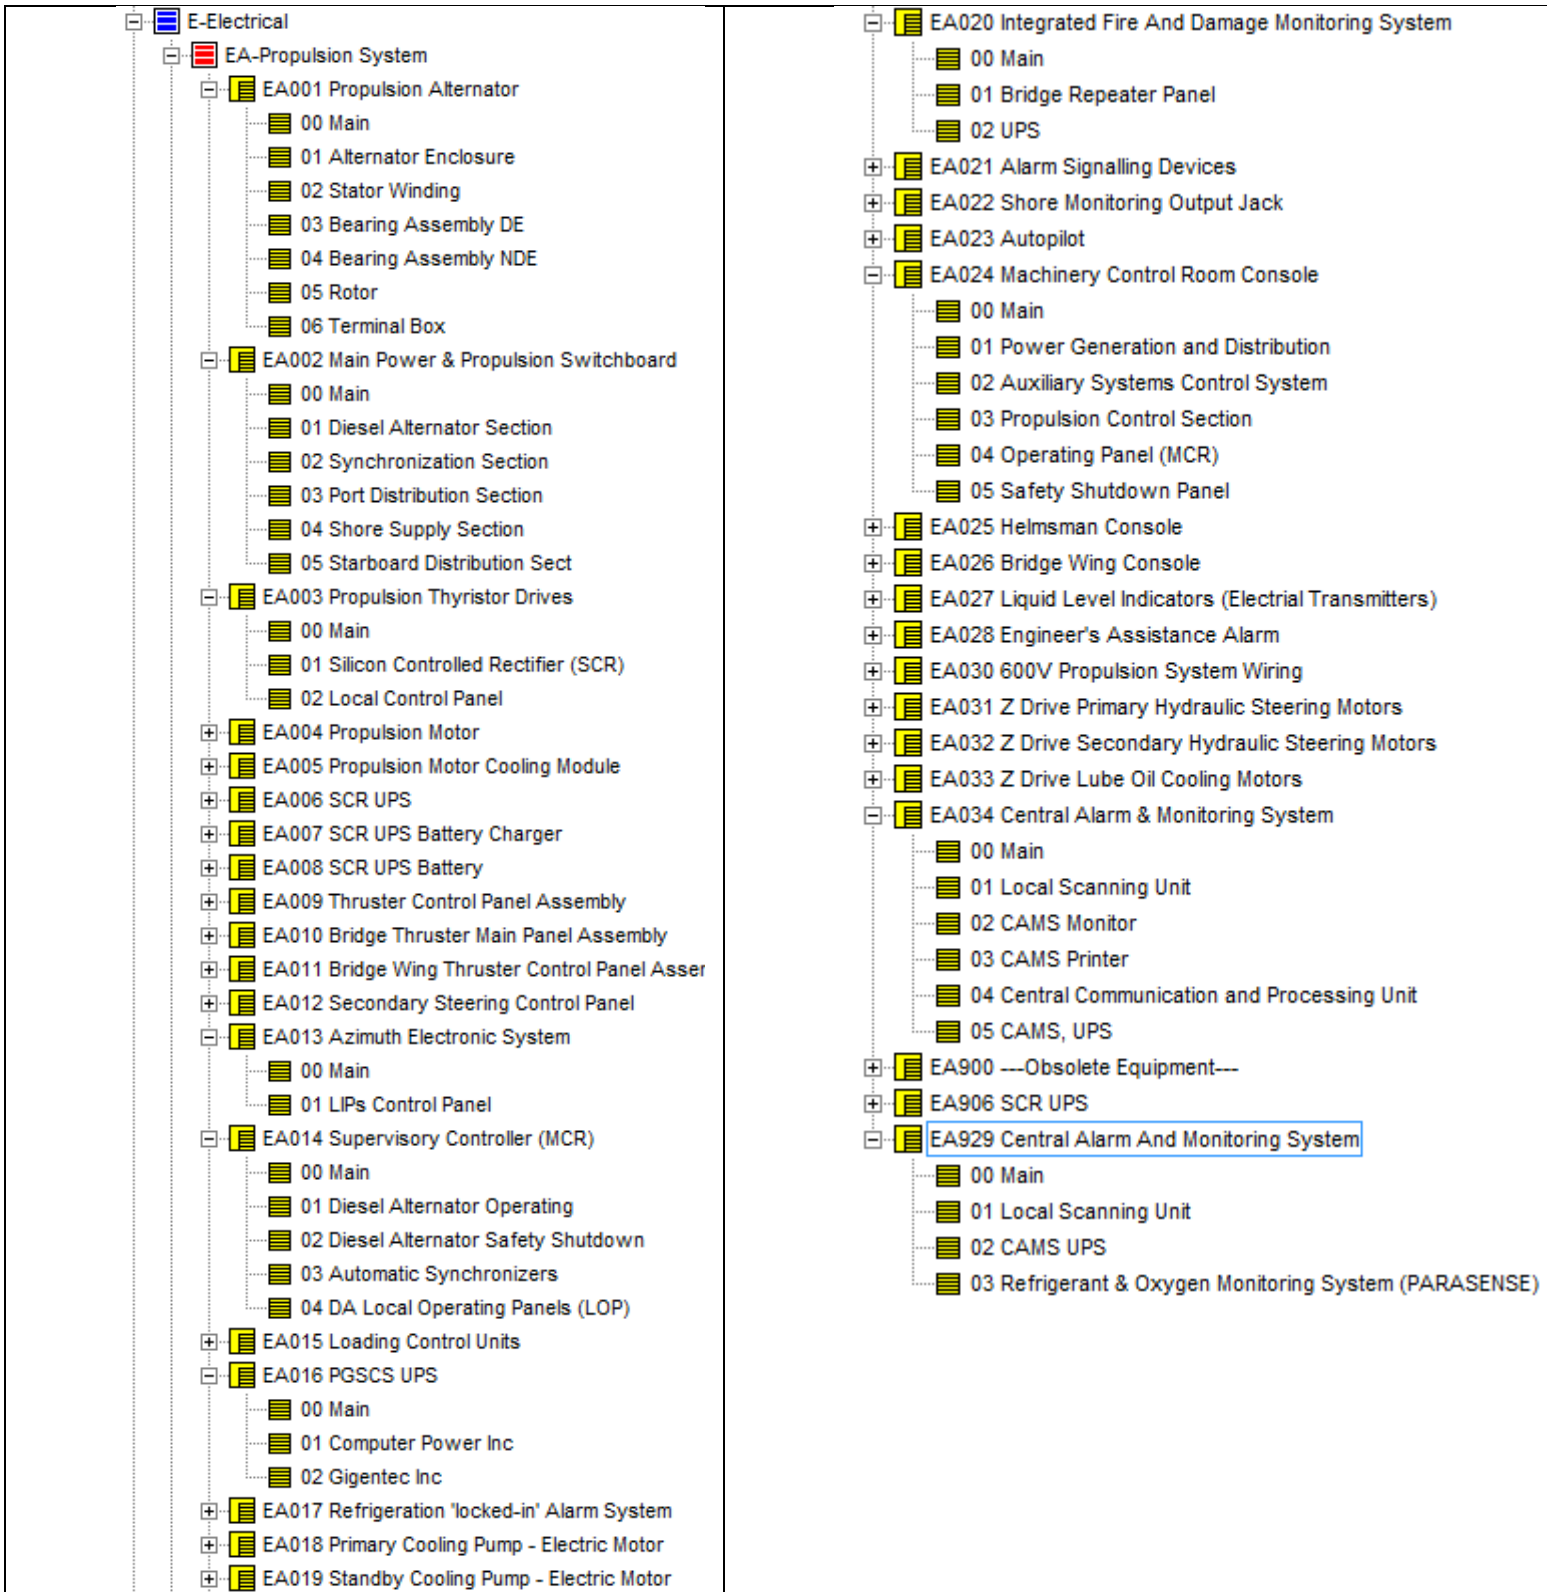 E-Electrical
EA-Propulsion System
EA001 Propulsion Alternator
00 Main
01 Alternator Enclosure
02 Stator Winding
03 Bearing Assembly DE
04 Bearing Assembly NDE
05 Rotor
06 Terminal Box
EA002 Main Power & Propulsion Switchboard
00 Main
01 Diesel Alternator Section
02 Synchronization Section
03 Port Distribution Section
04 Shore Supply Section
05 Starboard Distribution Sect
EA003 Propulsion Thyristor Drives
00 Main
01 Silicon Controlled Rectifier (SCR)
02 Local Control Panel
EA004 Propulsion Motor
EA005 Propulsion Motor Cooling Module
EA006 SCR UPS
EA007 SCR UPS Battery Charger
EA008 SCR UPS Battery
EA009 Thruster Control Panel Assembly
EA010 Bridge Thruster Main Panel Assembly
EA011 Bridge Wing Thruster Control Panel Asser
EA012 Secondary Steering Control Panel
EA013 Azimuth Electronic System
00 Main
01 LIPs Control Panel
EA014 Supervisory Controller (MCR)
00 Main
01 Diesel Alternator Operating
02 Diesel Alternator Safety Shutdown
03 Automatic Synchronizers
04 DA Local Operating Panels (LOP)
EA015 Loading Control Units
EA016 PGSCS UPS
00 Main
01 Computer Power Inc
02 Gigentec Inc
EA017 Refrigeration 'locked-in' Alarm System
EA018 Primary Cooling Pump - Electric Motor
EA019 Standby Cooling Pump - Electric Motor
EA020 Integrated Fire And Damage Monitoring System
00 Main
01 Bridge Repeater Panel
02 UPS
EA021 Alarm Signalling Devices
EA022 Shore Monitoring Output Jack
EA023 Autopilot
EA024 Machinery Control Room Console
00 Main
01 Power Generation and Distribution
02 Auxiliary Systems Control System
03 Propulsion Control Section
04 Operating Panel (MCR)
05 Safety Shutdown Panel
EA025 Helmsman Console
EA026 Bridge Wing Console
EA027 Liquid Level Indicators (Electrial Transmitters)
EA028 Engineer's Assistance Alarm
EA030 600V Propulsion System Wiring
EA031 Z Drive Primary Hydraulic Steering Motors
EA032 Z Drive Secondary Hydraulic Steering Motors
EA033 Z Drive Lube Oil Cooling Motors
EA034 Central Alarm & Monitoring System
00 Main
01 Local Scanning Unit
02 CAMS Monitor
03 CAMS Printer
04 Central Communication and Processing Unit
05 CAMS, UPS
EA900 ---Obsolete Equipment---
EA906 SCR UPS
EA929 Central Alarm And Monitoring System
00 Main
01 Local Scanning Unit
02 CAMS UPS
03 Refrigerant & Oxygen Monitoring System (PARASENSE)